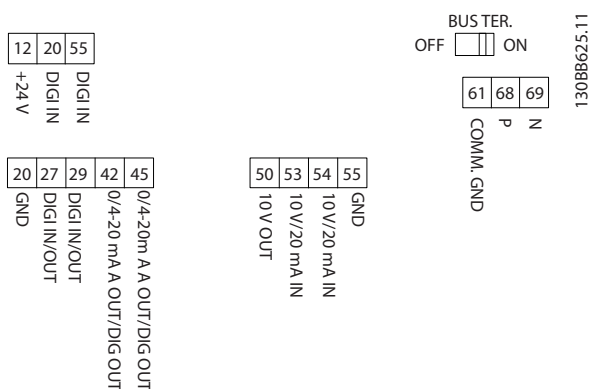 BUS TER.
OFF ON
130BB625.11
12 20 55
+24 V
DIGI IN
DIGI IN
61 68 69
COMM. GND
P
N
20 27 29 42 45
GND
DIGI IN/OUT
DIGI IN/OUT
0/4-20 mA A OUT/DIG OUT
0/4-20m A A OUT/DIG OUT
50 53 54 55
10 V OUT
10 V/20 mA IN
10 V/20 mA IN
GND